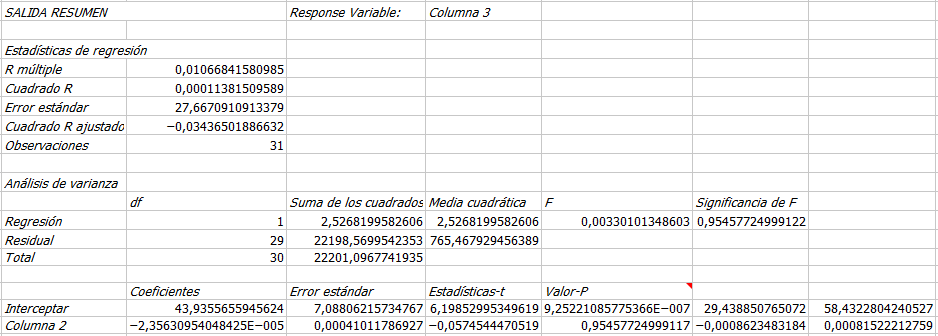 SALIDA RESUMEN Response Variable: Columna 3
Estadísticas de regresión
R múltiple 0,01066841580985
Cuadrado R 0,00011381509589
Error estándar 27,6670910913379
Cuadrado R ajustado −0,03436501886632
Observaciones 31
Análisis de varianza
df Suma de los cuadrados Media cuadrática F Significancia de F
Regresión 1 2,5268199582606 2,5268199582606 0,00330101348603 0,95457724999122
Residual 29 22198,5699542353 765,467929456389
Total 30 22201,0967741935
Coeficientes Error estándar Estadísticas-t Valor-P
Interceptar 43,9355655945624 7,08806215734767 6,19852995349619 9,25221085775366E−007 29,438850765072 58,4322804240527
Columna 2 −2,35630954048425E−005 0,00041011786927 −0,0574544470519 0,95457724999117 −0,0008623483184 0,00081522212759